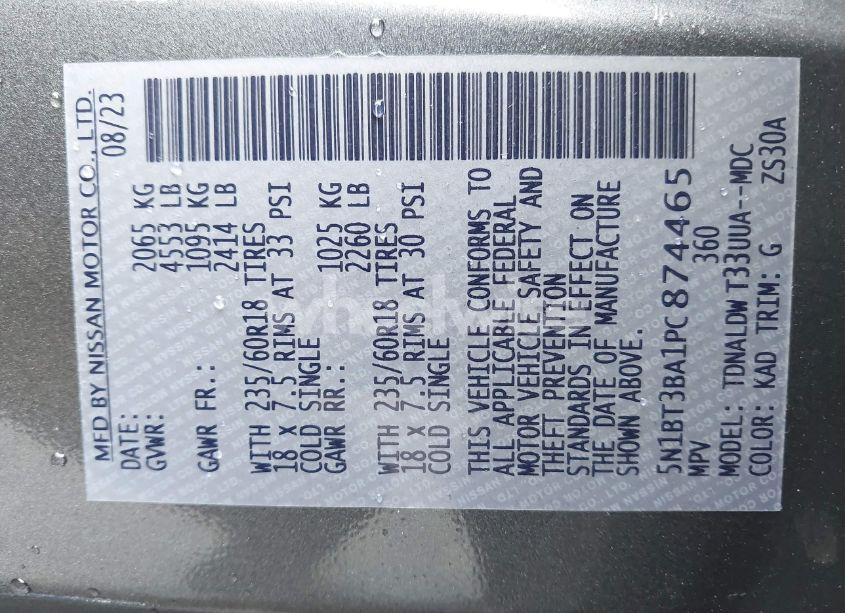 MFD BY NISSAN MOTOR CO., LTD.
DATE: 08/23
GVWR: 2065 KG
4553 LB
GAWR FR.: 1095 KG
2414 LB
WITH 235/60R18 TIRES
18 X 7.5 RIMS AT 33 PSI
COLD SINGLE
GAWR RR.: 1025 KG
2260 LB
WITH 235/60R18 TIRES
18 X 7.5 RIMS AT 30 PSI
COLD SINGLE
THIS VEHICLE CONFORMS TO
ALL APPLICABLE FEDERAL
MOTOR VEHICLE SAFETY AND
THEFT PREVENTION
STANDARDS IN EFFECT ON
THE DATE OF MANUFACTURE
SHOWN ABOVE.
5N1BT3BA1PC874465
MPV 360
MODEL: TDNALDW T33UUA--MDC
COLOR: KAD TRIM: G ZS30A